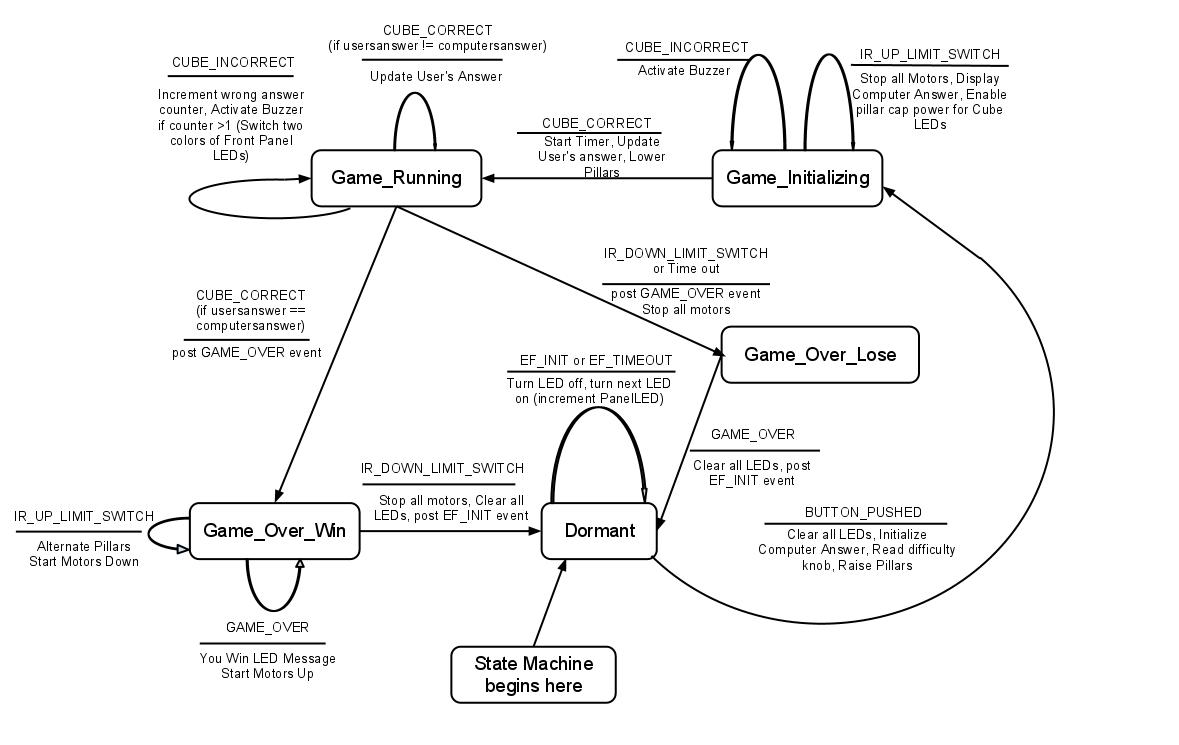 CUBE_CORRECT
(if usersanswer != computersanswer)
Update User's Answer
CUBE_INCORRECT
Increment wrong answer
counter, Activate Buzzer
if counter >1 (Switch two
colors of Front Panel
LEDs)
CUBE_INCORRECT
Activate Buzzer
IR_UP_LIMIT_SWITCH
Stop all Motors, Display
Computer Answer, Enable
pillar cap power for Cube
LEDs
CUBE_CORRECT
Start Timer, Update
User's answer, Lower
Pillars
Game_Running
Game_Initializing
IR_DOWN_LIMIT_SWITCH
or Time out
post GAME_OVER event
Stop all motors
CUBE_CORRECT
(if usersanswer ==
computersanswer)
post GAME_OVER event
Game_Over_Lose
EF_INIT or EF_TIMEOUT
Turn LED off, turn next LED
on (increment PanelLED)
GAME_OVER
Clear all LEDs, post
EF_INIT event
IR_DOWN_LIMIT_SWITCH
Stop all motors, Clear all
LEDs, post EF_INIT event
IR_UP_LIMIT_SWITCH
Alternate Pillars
Start Motors Down
Game_Over_Win
Dormant
BUTTON_PUSHED
Clear all LEDs, Initialize
Computer Answer, Read difficulty
knob, Raise Pillars
GAME_OVER
You Win LED Message
Start Motors Up
State Machine
begins here